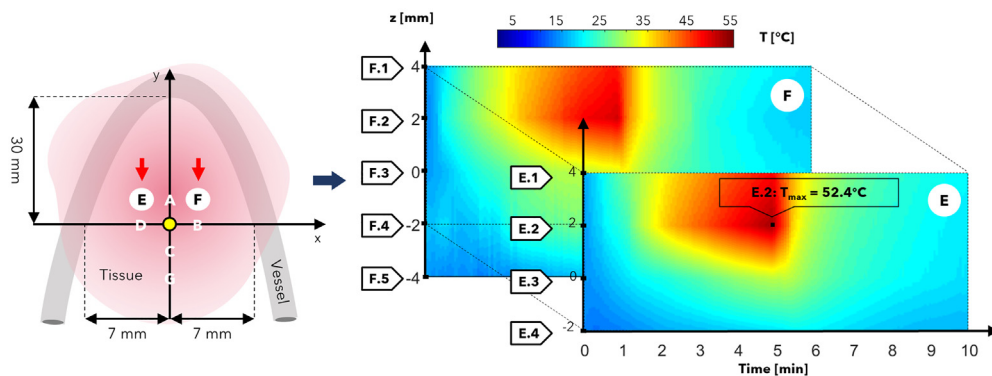 z [mm]
5 15 25 35 45 55
T [°C]
y
F.1 4
F
F.2 2
30 mm
E F
A
F.3 0
E.1 4
E.2: Tmax = 52.4°C
E
D B
x
F.4 -2
E.2 2
C
Tissue
G
Vessel
F.5 -4
E.3 0
7 mm 7 mm
E.4 -2
0 1 2 3 4 5 6 7 8 9 10
Time [min]